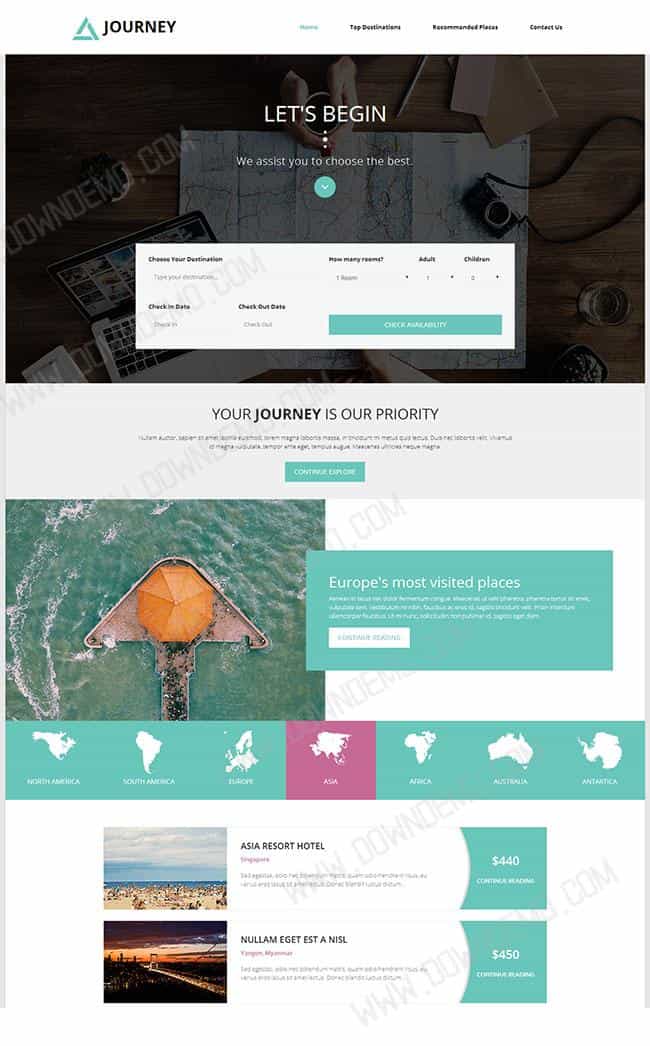 JOURNEY
Home
Top Destinations
Recommended Places
Contact Us
LET'S BEGIN
We assist you to choose the best.
Choose Your Destination
How many rooms?
Adult
Children
Type your destination...
1 Room
1
0
Check In Date
Check Out Date
Check In
Check Out
CHECK AVAILABILITY
YOUR JOURNEY IS OUR PRIORITY
Nullam auctor, sapien sit amet lacinia euismod, lorem magna lobortis massa, in tincidunt mi metus quis lectus. Duis nec lobortis velit. Vivamus
id magna vulputate, tempor ante eget, tempus augue. Maecenas ultricies neque magna.
CONTINUE EXPLORE
Europe's most visited places
Aenean in lacus nec dolor fermentum congue. Maecenas ut velit pharetra, pharetra tortor sit amet,
vulputate sem. Vestibulum mi nibh, faucibus ac eros id, sagittis tincidunt velit. Proin interdum
ullamcorper faucibus. Ut mi nunc, sollicitudin non pulvinar id, sagittis eget diam.
CONTINUE READING
NORTH AMERICA
SOUTH AMERICA
EUROPE
ASIA
AFRICA
AUSTRALIA
ANTARTICA
ASIA RESORT HOTEL
Singapore
Sed egestas, odio nec bibendum mattis, quam odio hendrerit risus, eu
varius eros lacus sit amet lectus. Donec blandit luctus dictum...
$440
CONTINUE READING
NULLAM EGET EST A NISL
Yangon, Myanmar
Sed egestas, odio nec bibendum mattis, quam odio hendrerit risus, eu
varius eros lacus sit amet lectus. Donec blandit luctus dictum...
$450
CONTINUE READING
WWW.DOWNDEMO.COM